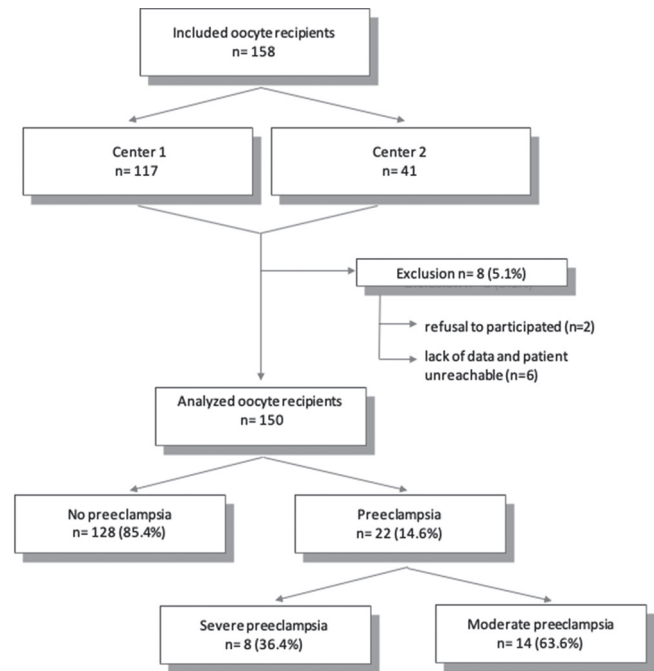 Included oocyte recipients
n= 158
Center 1
n= 117
Center 2
n= 41
Exclusion n= 8 (5.1%)
refusal to participated (n=2)
lack of data and patient
unreachable (n=6)
Analyzed oocyte recipients
n= 150
No preeclampsia
n= 128 (85.4%)
Preeclampsia
n= 22 (14.6%)
Severe preeclampsia
n= 8 (36.4%)
Moderate preeclampsia
n= 14 (63.6%)